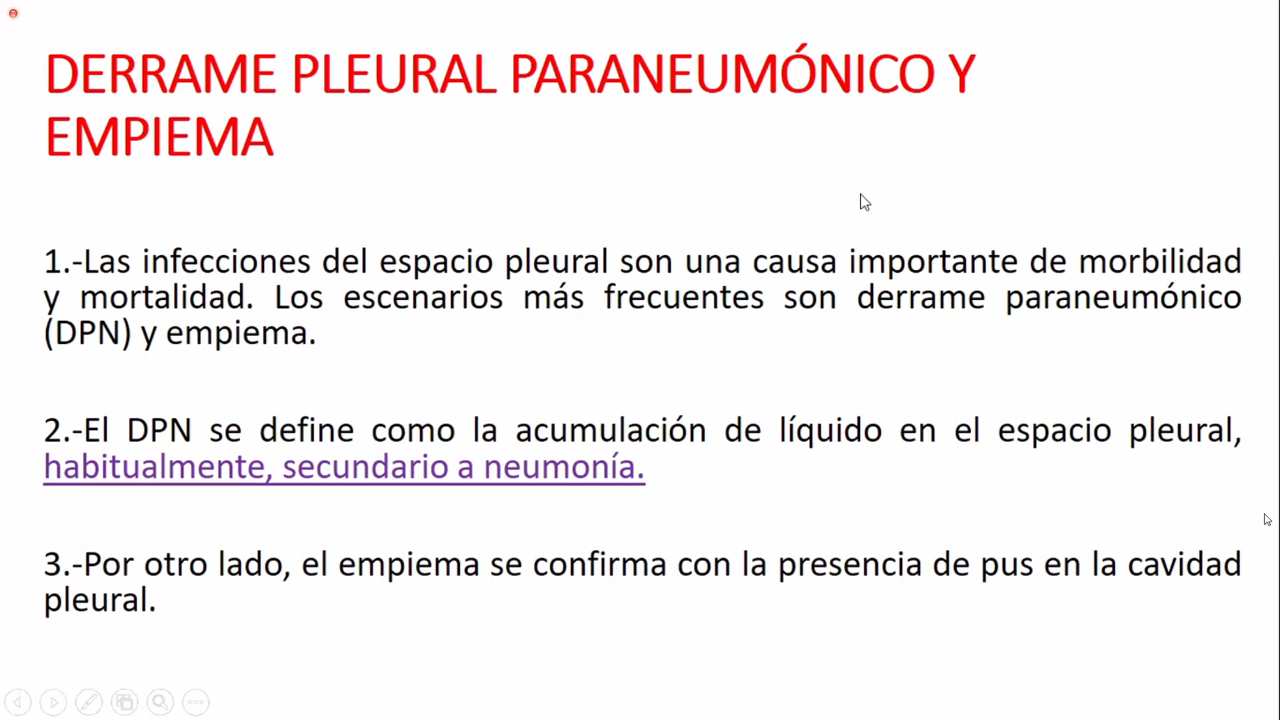 DERRAME PLEURAL PARANEUMÓNICO Y
EMPIEMA
1.-Las infecciones del espacio pleural son una causa importante de morbilidad
y mortalidad. Los escenarios más frecuentes son derrame paraneumónico
(DPN) y empiema.
2.-El DPN se define como la acumulación de líquido en el espacio pleural,
habitualmente, secundario a neumonía.
3.-Por otro lado, el empiema se confirma con la presencia de pus en la cavidad
pleural.